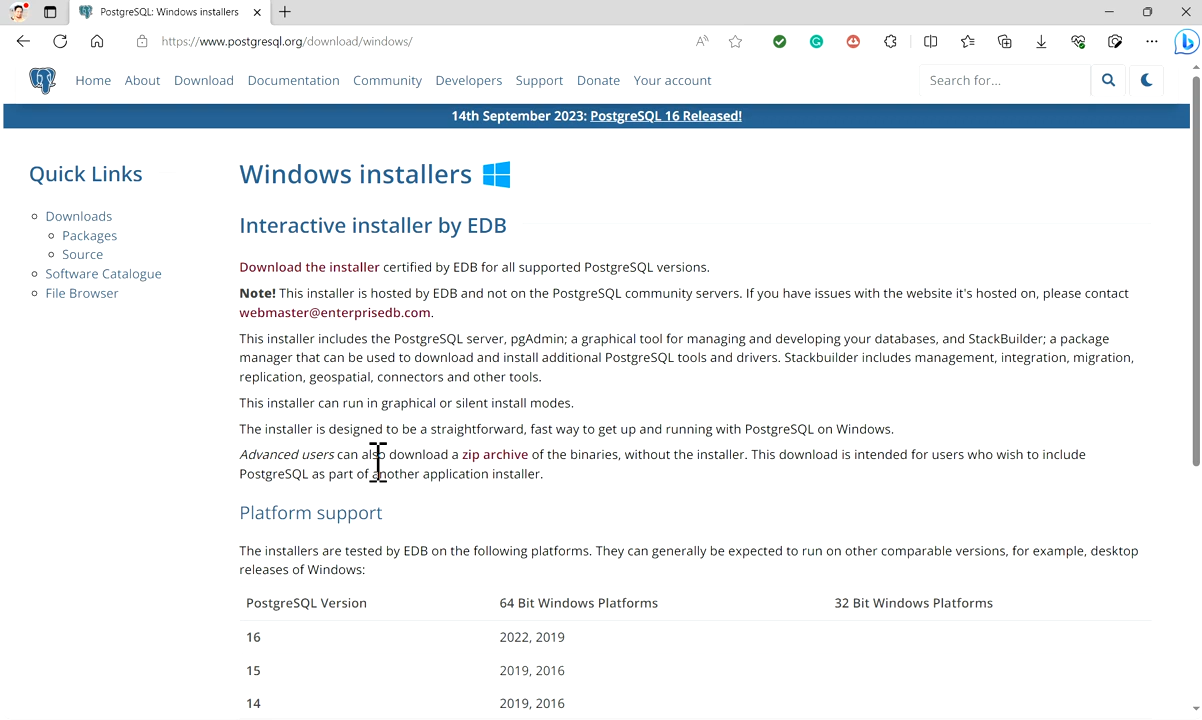 PostgreSQL: Windows installers
https://www.postgresql.org/download/windows/
Home About Download Documentation Community Developers Support Donate Your account
Search for...
14th September 2023: PostgreSQL 16 Released!
Quick Links
Downloads
Packages
Source
Software Catalogue
File Browser
Windows installers
Interactive installer by EDB
Download the installer certified by EDB for all supported PostgreSQL versions.
Note! This installer is hosted by EDB and not on the PostgreSQL community servers. If you have issues with the website it's hosted on, please contact
webmaster@enterprisedb.com.
This installer includes the PostgreSQL server, pgAdmin; a graphical tool for managing and developing your databases, and StackBuilder; a package
manager that can be used to download and install additional PostgreSQL tools and drivers. Stackbuilder includes management, integration, migration,
replication, geospatial, connectors and other tools.
This installer can run in graphical or silent install modes.
The installer is designed to be a straightforward, fast way to get up and running with PostgreSQL on Windows.
Advanced users can also download a zip archive of the binaries, without the installer. This download is intended for users who wish to include
PostgreSQL as part of another application installer.
Platform support
The installers are tested by EDB on the following platforms. They can generally be expected to run on other comparable versions, for example, desktop
releases of Windows:
PostgreSQL Version 64 Bit Windows Platforms 32 Bit Windows Platforms
16 2022, 2019
15 2019, 2016
14 2019, 2016